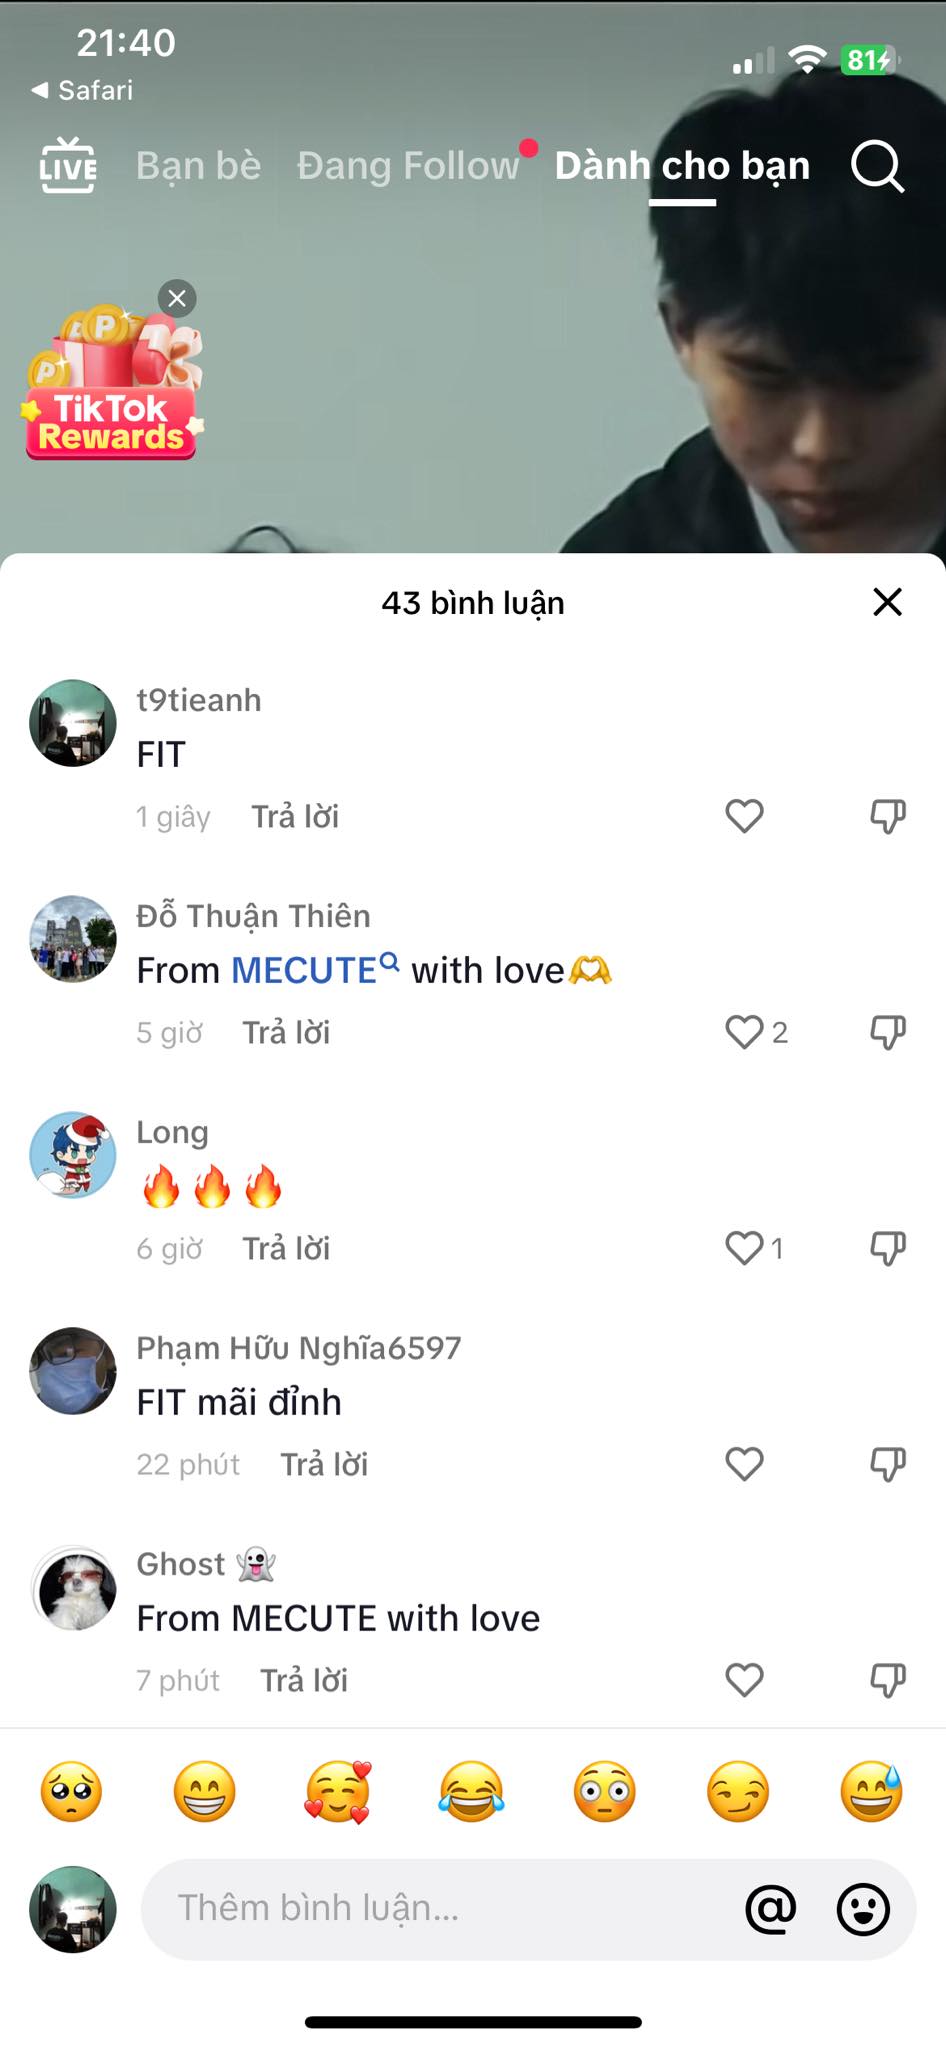 21:40
81
Safari
LIVE
Bạn bè
Đang Follow
Dành cho bạn
P
P
TikTok
Rewards
43 bình luận
t9tieanh
FIT
1 giây Trả lời
Đỗ Thuận Thiên
From MECUTE with love🫶
5 giờ Trả lời 2
Long
🔥🔥🔥
6 giờ Trả lời 1
Phạm Hữu Nghĩa6597
FIT mãi đỉnh
22 phút Trả lời
Ghost 👻
From MECUTE with love
7 phút Trả lời
🥺 😁 🥰 😂 😳 😏 😅
Thêm bình luận... @